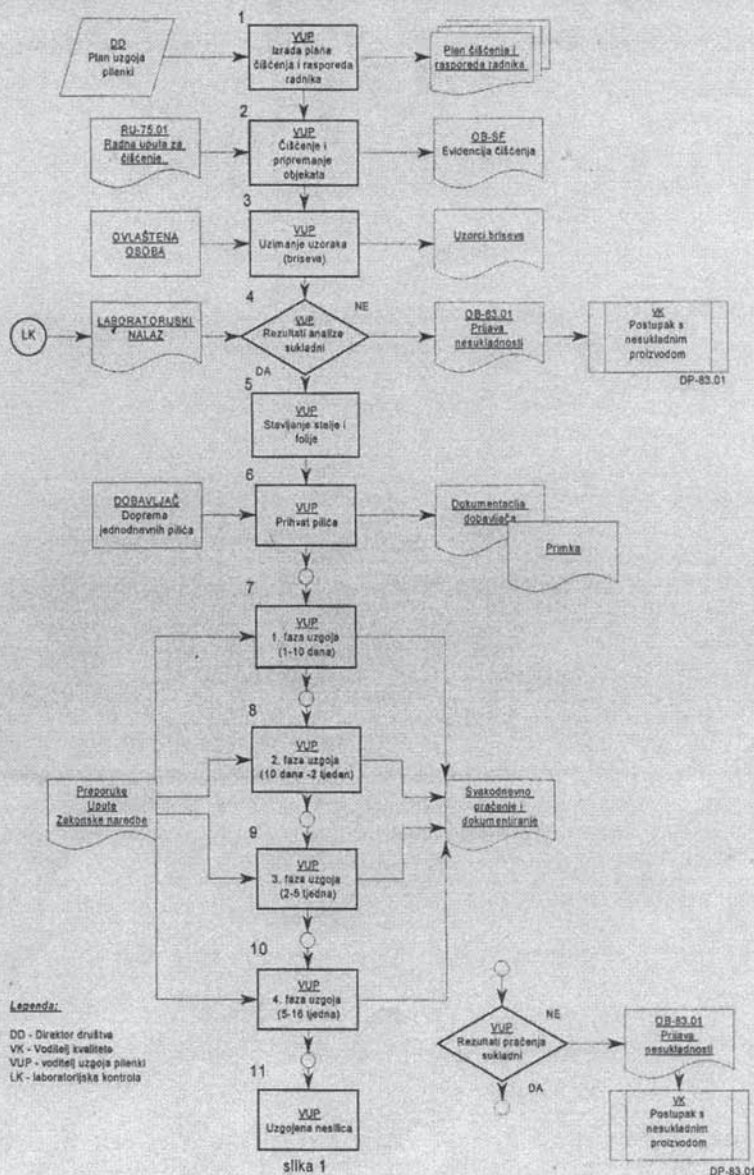 1
DD
Plan uzgoja
pilenki
VUP
Izrada plana
čišćenja i rasporeda
radnika
Plan čišćenja i
rasporeda radnika
2
RU-75.01
Radna uputa za
čišćenje
VUP
Čišćenje i
pripremanje
objekata
OB-SF
Evidencija čišćenja
3
OVLAŠTENA
OSOBA
VUP
Uzimanje uzoraka
(briseva)
Uzorci briseva
4
LK
LABORATORIJSKI
NALAZ
VUP
Rezultati analize
sukladni
NE
DA
OB-83.01
Prijava
nesukladnosti
VK
Postupak s
nesukladnim
proizvodom
DP-83.01
5
VUP
Stavljanje stelje i
folije
6
DOBAVLJAČ
Doprema
jednodnevnih pilića
VUP
Prihvat pilića
Dokumentacija
dobavljača
Primka
7
VUP
1. faza uzgoja
(1-10 dana)
8
VUP
2. faza uzgoja
(10 dana -2 tjedan)
Preporuke
Upute
Zakonske naredbe
Svakodnevno
praćenje i
dokumentiranje
9
VUP
3. faza uzgoja
(2-5 tjedna)
10
VUP
4. faza uzgoja
(5-16 tjedna)
Legenda:
DD - Direktor društva
VK - Voditelj kvalitete
VUP - voditelj uzgoja pilenki
LK - laboratorijska kontrola
VUP
Rezultati praćenja
sukladni
NE
DA
OB-83.01
Prijava
nesukladnosti
VK
Postupak s
nesukladnim
proizvodom
DP-83.01
11
VUP
Uzgojena nesilica
slika 1